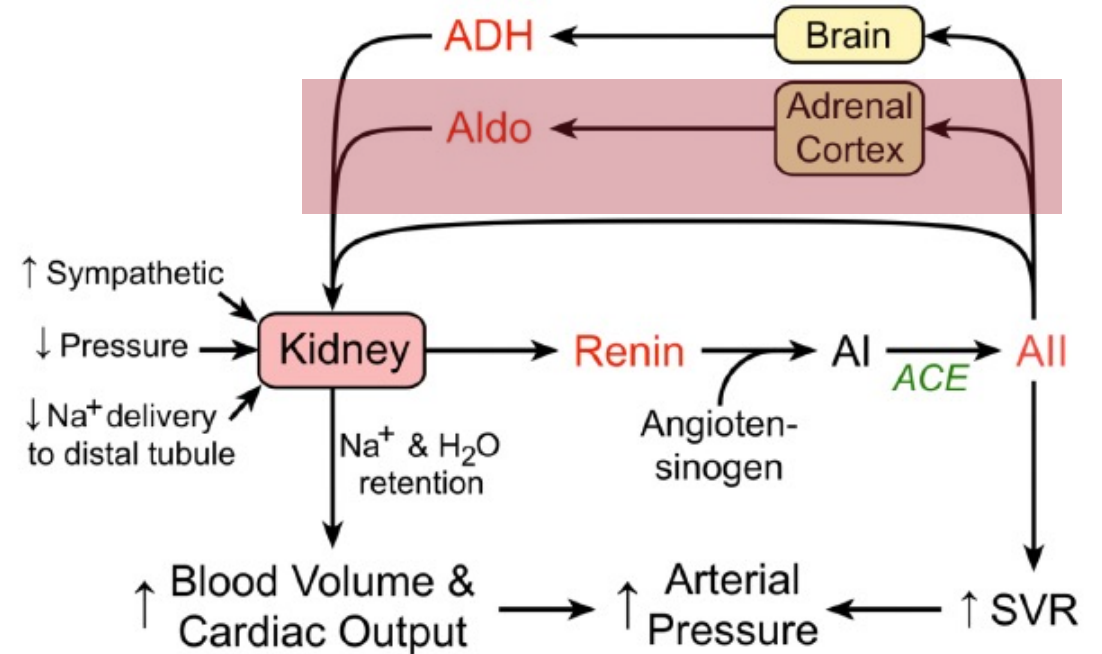 ADH
Brain
Aldo
Adrenal
Cortex
↑ Sympathetic
↓ Pressure
↓ Na⁺ delivery
to distal tubule
Kidney
Renin
AI
ACE
AII
Angioten-
sinogen
Na⁺ & H₂O
retention
↑ Blood Volume &
Cardiac Output
↑ Arterial
Pressure
↑ SVR